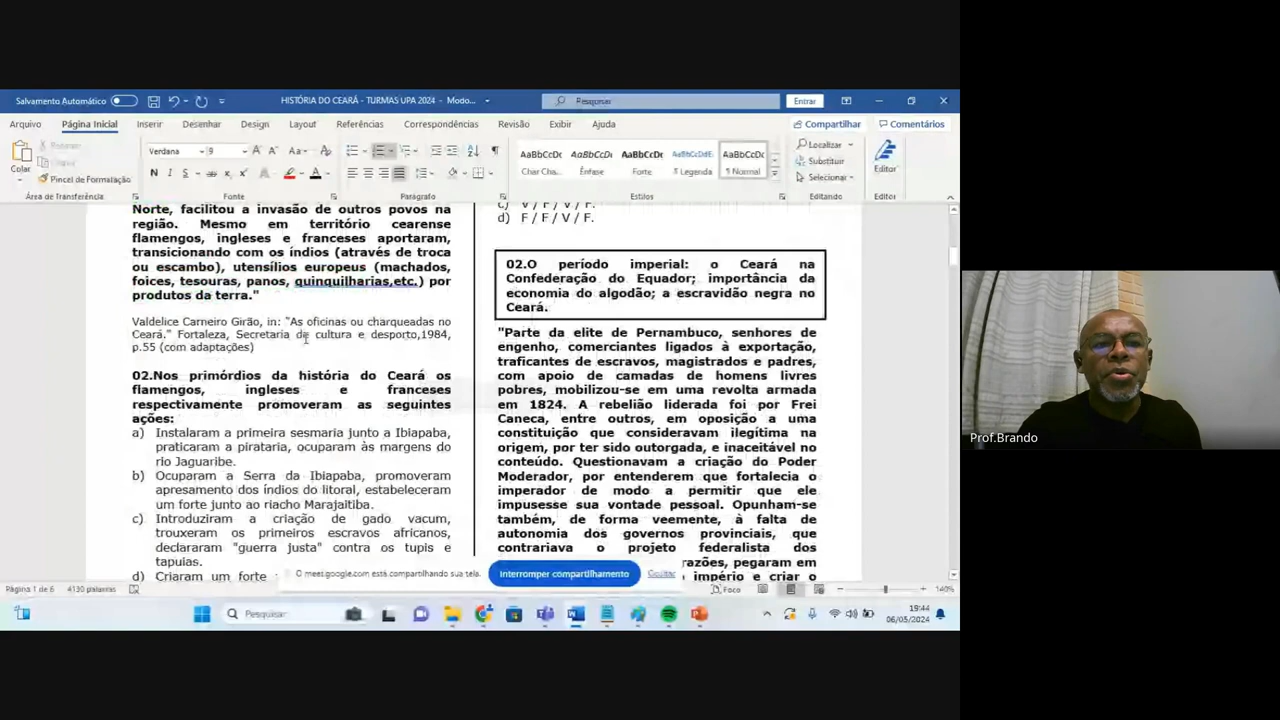 Salvamento Automático
HISTÓRIA DO CEARÁ - TURMAS UPA 2024 - Modo...
Pesquisar
Entrar
Arquivo
Página Inicial
Inserir
Desenhar
Design
Layout
Referências
Correspondências
Revisão
Exibir
Ajuda
Compartilhar
Comentários
Colar
Recortar
Copiar
Pincel de Formatação
Área de Transferência
Verdana
9
N I S
Fonte
Parágrafo
AaBbCcDc
Char Cha...
AaBbCcDc
Ênfase
AaBbCcDc
Forte
AaBbCcDdE
¶ Legenda
AaBbCcDc
¶ Normal
Estilos
Localizar
Substituir
Selecionar
Editando
Editor
Editor
Norte, facilitou a invasão de outros povos na
região. Mesmo em território cearense
flamengos, ingleses e franceses aportaram,
transicionando com os índios (através de troca
ou escambo), utensílios europeus (machados,
foices, tesouras, panos, quinquilharias,etc.) por
produtos da terra."
Valdelice Carneiro Girão, in: "As oficinas ou charqueadas no
Ceará." Fortaleza, Secretaria de cultura e desporto,1984,
p.55 (com adaptações)
02.Nos primórdios da história do Ceará os
flamengos, ingleses e franceses
respectivamente promoveram as seguintes
ações:
a) Instalaram a primeira sesmaria junto a Ibiapaba,
praticaram a pirataria, ocuparam às margens do
rio Jaguaribe.
b) Ocuparam a Serra da Ibiapaba, promoveram
apresamento dos índios do litoral, estabeleceram
um forte junto ao riacho Marajaitiba.
c) Introduziram a criação de gado vacum,
trouxeram os primeiros escravos africanos,
declararam "guerra justa" contra os tupis e
tapuias.
d) Criaram um forte
c) V / F / V / F.
d) F / F / V / F.
02.O período imperial: o Ceará na
Confederação do Equador; importância da
economia do algodão; a escravidão negra no
Ceará.
"Parte da elite de Pernambuco, senhores de
engenho, comerciantes ligados à exportação,
traficantes de escravos, magistrados e padres,
com apoio de camadas de homens livres
pobres, mobilizou-se em uma revolta armada
em 1824. A rebelião liderada foi por Frei
Caneca, entre outros, em oposição a uma
constituição que consideravam ilegítima na
origem, por ter sido outorgada, e inaceitável no
conteúdo. Questionavam a criação do Poder
Moderador, por entenderem que fortalecia o
imperador de modo a permitir que ele
impusesse sua vontade pessoal. Opunham-se
também, de forma veemente, à falta de
autonomia dos governos provinciais, que
contrariava o projeto federalista dos
razões, pegaram em
império e criar o
O meet.google.com está compartilhando sua tela.
Interromper compartilhamento
Ocultar
Página 1 de 6
4130 palavras
Foco
140%
Pesquisar
19:44
06/05/2024
Prof.Brando